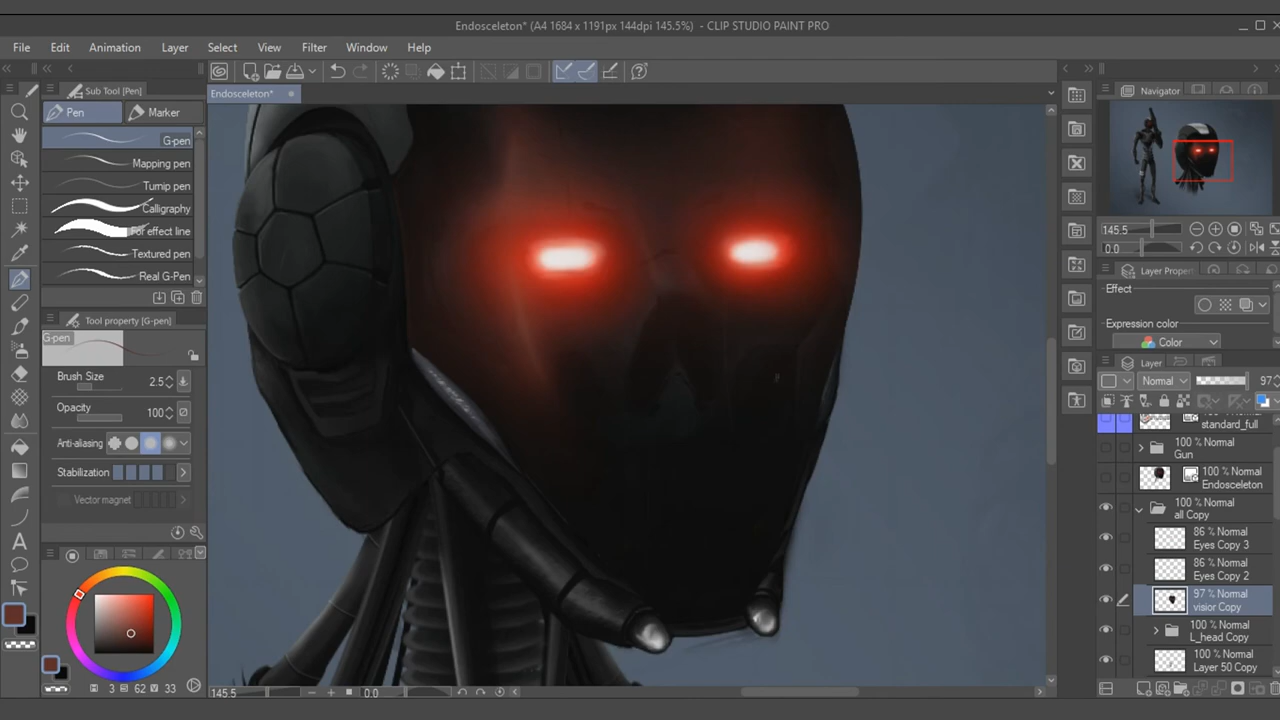 Endosceleton* (A4 1684 x 1191px 144dpi 145.5%) - CLIP STUDIO PAINT PRO
File Edit Animation Layer Select View Filter Window Help
Sub Tool [Pen]
Pen Marker
G-pen
Mapping pen
Turnip pen
Calligraphy
For effect line
Textured pen
Real G-Pen
Tool property [G-pen]
G-pen
Brush Size 2.5
Opacity 100
Anti-aliasing
Stabilization
Vector magnet
3 62 33
Endosceleton*
145.5 0.0
Navigator
145.5
0.0
Layer Propert
Effect
Expression color
Color
Layer
Normal 97
standard_full
100 % Normal
Gun
100 % Normal
Endosceleton
100 % Normal
all Copy
86 % Normal
Eyes Copy 3
86 % Normal
Eyes Copy 2
97 % Normal
visior Copy
100 % Normal
L_head Copy
100 % Normal
Layer 50 Copy